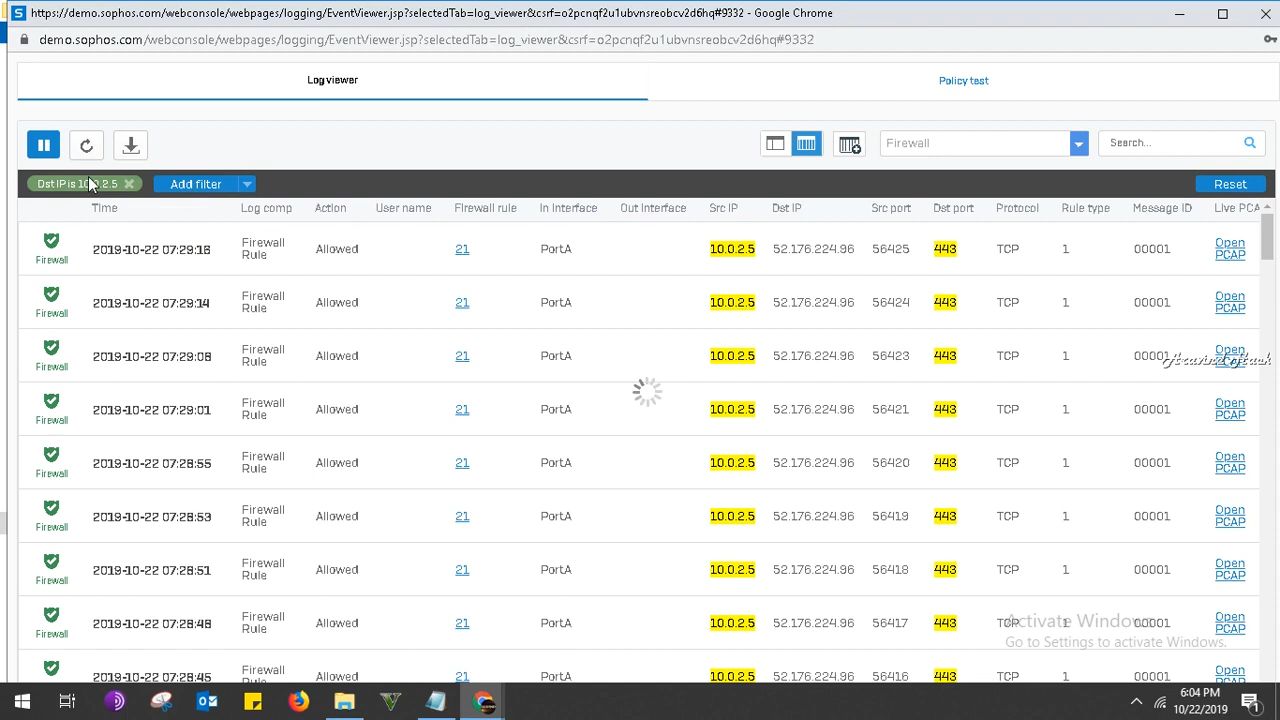 demo.sophos.com/webconsole/webpages/logging/EventViewer.jsp?selectedTab=log_viewer&csrf=o2pcnqf2u1ubvnsreobcv2d6hq#9332 - Google Chrome
demo.sophos.com/webconsole/webpages/logging/EventViewer.jsp?selectedTab=log_viewer&csrf=o2pcnqf2u1ubvnsreobcv2d6hq#9332
Log viewer Policy test
Firewall Search...
Dst IP is 10.0.2.5 Add filter Reset
Time Log comp Action User name Firewall rule In Interface Out Interface Src IP Dst IP Src port Dst port Protocol Rule type Message ID Live PCA
Firewall 2019-10-22 07:29:16 Firewall Rule Allowed 21 PortA 10.0.2.5 52.176.224.96 56425 443 TCP 1 00001 Open PCAP
Firewall 2019-10-22 07:29:14 Firewall Rule Allowed 21 PortA 10.0.2.5 52.176.224.96 56424 443 TCP 1 00001 Open PCAP
Firewall 2019-10-22 07:29:08 Firewall Rule Allowed 21 PortA 10.0.2.5 52.176.224.96 56423 443 TCP 1 00001 Open PCAP
Firewall 2019-10-22 07:29:01 Firewall Rule Allowed 21 PortA 10.0.2.5 52.176.224.96 56421 443 TCP 1 00001 Open PCAP
Firewall 2019-10-22 07:28:55 Firewall Rule Allowed 21 PortA 10.0.2.5 52.176.224.96 56420 443 TCP 1 00001 Open PCAP
Firewall 2019-10-22 07:28:53 Firewall Rule Allowed 21 PortA 10.0.2.5 52.176.224.96 56419 443 TCP 1 00001 Open PCAP
Firewall 2019-10-22 07:28:51 Firewall Rule Allowed 21 PortA 10.0.2.5 52.176.224.96 56418 443 TCP 1 00001 Open PCAP
Firewall 2019-10-22 07:28:48 Firewall Rule Allowed 21 PortA 10.0.2.5 52.176.224.96 56417 443 TCP 1 00001 Open PCAP
2019-10-22 07:28:45 Firewall Allowed 21 PortA 10.0.2.5 52.176.224.96 56416 443 TCP 1 00001 Open
Activate Windows
Go to Settings to activate Windows.
6:04 PM
10/22/2019
1